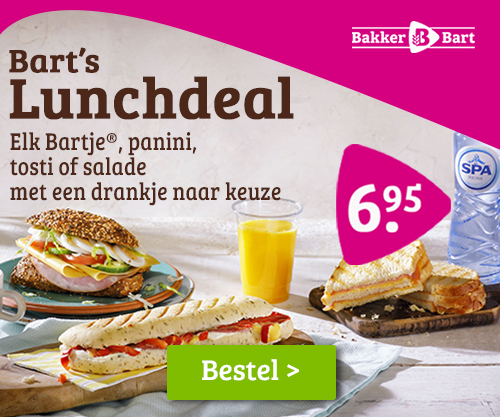 Bakker B Bart
Bart's
Lunchdeal
Elk Bartje®, panini,
tosti of salade
met een drankje naar keuze
6.95
SPA
Bestel >